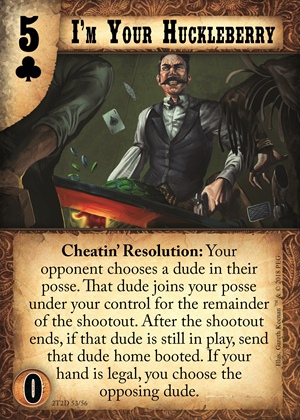 5
I'm Your Huckleberry
Cheatin' Resolution: Your
opponent chooses a dude in their
posse. That dude joins your posse
under your control for the remainder
of the shootout. After the shootout
ends, if that dude is still in play, send
that dude home booted. If your
hand is legal, you choose the
opposing dude.
0
2T2D 53/56